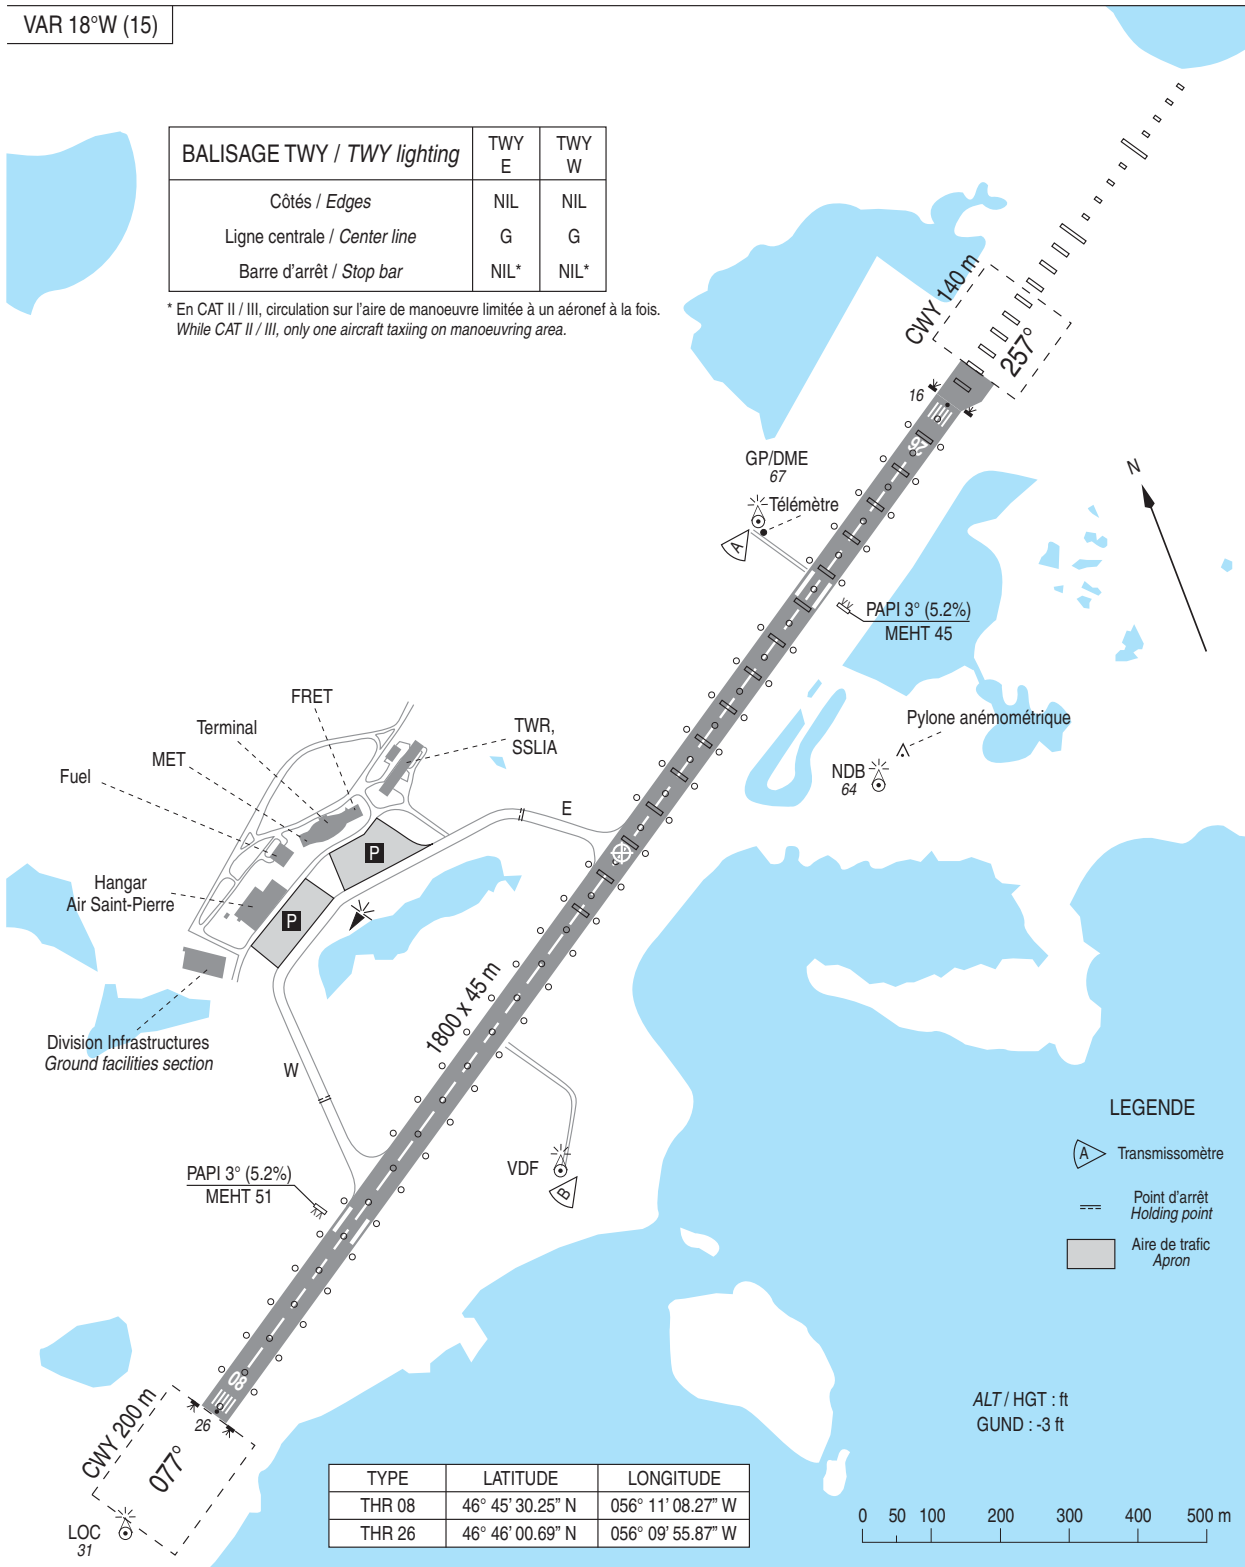 VAR 18°W (15)
BALISAGE TWY / TWY lighting
TWY E
TWY W
Côtés / Edges NIL NIL
Ligne centrale / Center line G G
Barre d'arrêt / Stop bar NIL* NIL*
* En CAT II / III, circulation sur l'aire de manoeuvre limitée à un aéronef à la fois.
While CAT II / III, only one aircraft taxiing on manoeuvring area.
CWY 140 m
257°
16
26
N
GP/DME
67
Télémètre
A
PAPI 3° (5.2%)
MEHT 45
FRET
Terminal
TWR,
SSLIA
MET
Fuel
Pylone anémométrique
NDB
64
E
P
P
Hangar
Air Saint-Pierre
1800 x 45 m
Division Infrastructures
Ground facilities section
W
VDF
B
PAPI 3° (5.2%)
MEHT 51
LEGENDE
A Transmissomètre
Point d'arrêt
Holding point
Aire de trafic
Apron
08
26
CWY 200 m
077°
LOC
31
ALT / HGT : ft
GUND : -3 ft
TYPE LATITUDE LONGITUDE
THR 08 46° 45' 30.25" N 056° 11' 08.27" W
THR 26 46° 46' 00.69" N 056° 09' 55.87" W
0 50 100 200 300 400 500 m